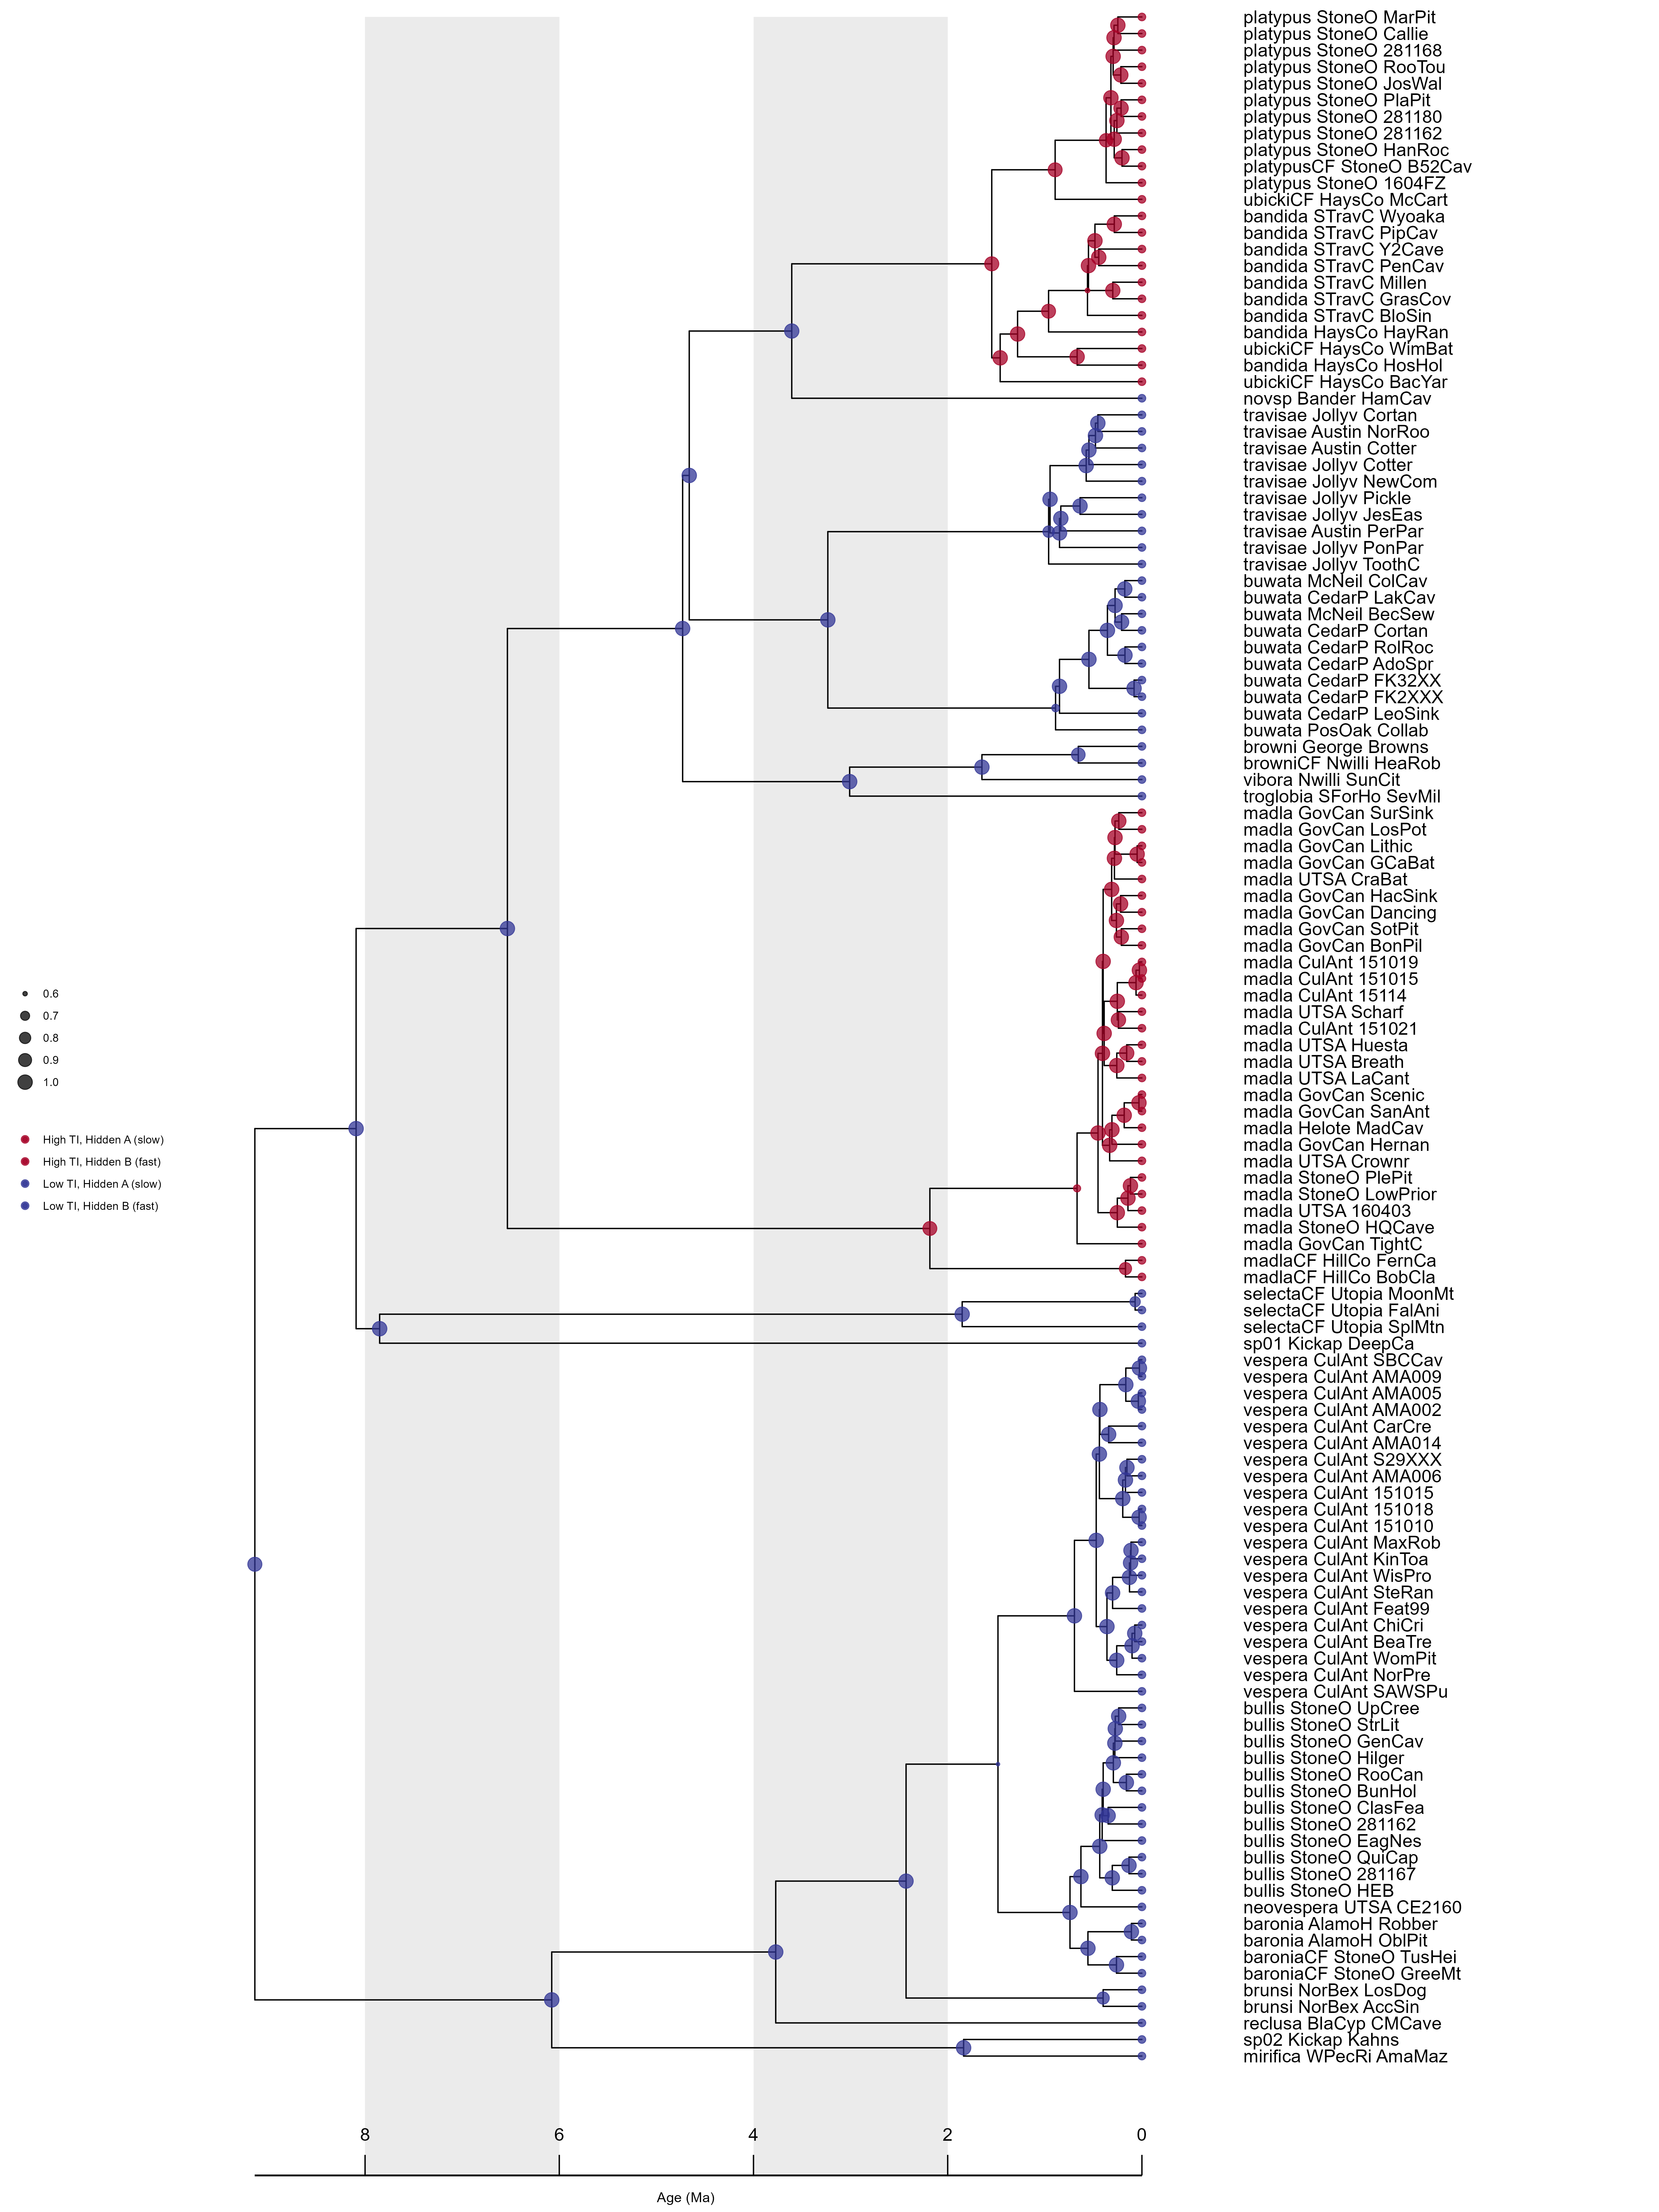 platypus StoneO MarPit
platypus StoneO Callie
platypus StoneO 281168
platypus StoneO RooTou
platypus StoneO JosWal
platypus StoneO PlaPit
platypus StoneO 281180
platypus StoneO 281162
platypus StoneO HanRoc
platypusCF StoneO B52Cav
platypus StoneO 1604FZ
ubickiCF HaysCo McCart
bandida STravC Wyoaka
bandida STravC PipCav
bandida STravC Y2Cave
bandida STravC PenCav
bandida STravC Millen
bandida STravC GrasCov
bandida STravC BloSin
bandida HaysCo HayRan
ubickiCF HaysCo WimBat
bandida HaysCo HosHol
ubickiCF HaysCo BacYar
novsp Bander HamCav
travisae Jollyv Cortan
travisae Austin NorRoo
travisae Austin Cotter
travisae Jollyv Cotter
travisae Jollyv NewCom
travisae Jollyv Pickle
travisae Jollyv JesEas
travisae Austin PerPar
travisae Jollyv PonPar
travisae Jollyv ToothC
buwata McNeil ColCav
buwata CedarP LakCav
buwata McNeil BecSew
buwata CedarP Cortan
buwata CedarP RolRoc
buwata CedarP AdoSpr
buwata CedarP FK32XX
buwata CedarP FK2XXX
buwata CedarP LeoSink
buwata PosOak Collab
browni George Browns
browniCF Nwilli HeaRob
vibora Nwilli SunCit
troglobia SForHo SevMil
madla GovCan SurSink
madla GovCan LosPot
madla GovCan Lithic
madla GovCan GCaBat
madla UTSA CraBat
madla GovCan HacSink
madla GovCan Dancing
madla GovCan SotPit
madla GovCan BonPil
madla CulAnt 151019
madla CulAnt 151015
madla CulAnt 15114
madla UTSA Scharf
madla CulAnt 151021
madla UTSA Huesta
madla UTSA Breath
madla UTSA LaCant
madla GovCan Scenic
madla GovCan SanAnt
madla Helote MadCav
madla GovCan Hernan
madla UTSA Crownr
madla StoneO PlePit
madla StoneO LowPrior
madla UTSA 160403
madla StoneO HQCave
madla GovCan TightC
madlaCF HillCo FernCa
madlaCF HillCo BobCla
selectaCF Utopia MoonMt
selectaCF Utopia FalAni
selectaCF Utopia SplMtn
sp01 Kickap DeepCa
vespera CulAnt SBCCav
vespera CulAnt AMA009
vespera CulAnt AMA005
vespera CulAnt AMA002
vespera CulAnt CarCre
vespera CulAnt AMA014
vespera CulAnt S29XXX
vespera CulAnt AMA006
vespera CulAnt 151015
vespera CulAnt 151018
vespera CulAnt 151010
vespera CulAnt MaxRob
vespera CulAnt KinToa
vespera CulAnt WisPro
vespera CulAnt SteRan
vespera CulAnt Feat99
vespera CulAnt ChiCri
vespera CulAnt BeaTre
vespera CulAnt WomPit
vespera CulAnt NorPre
vespera CulAnt SAWSPu
bullis StoneO UpCree
bullis StoneO StrLit
bullis StoneO GenCav
bullis StoneO Hilger
bullis StoneO RooCan
bullis StoneO BunHol
bullis StoneO ClasFea
bullis StoneO 281162
bullis StoneO EagNes
bullis StoneO QuiCap
bullis StoneO 281167
bullis StoneO HEB
neovespera UTSA CE2160
baronia AlamoH Robber
baronia AlamoH OblPit
baroniaCF StoneO TusHei
baroniaCF StoneO GreeMt
brunsi NorBex LosDog
brunsi NorBex AccSin
reclusa BlaCyp CMCave
sp02 Kickap Kahns
mirifica WPecRi AmaMaz
0.6
0.7
0.8
0.9
1.0
High TI, Hidden A (slow)
High TI, Hidden B (fast)
Low TI, Hidden A (slow)
Low TI, Hidden B (fast)
8 6 4 2 0
Age (Ma)